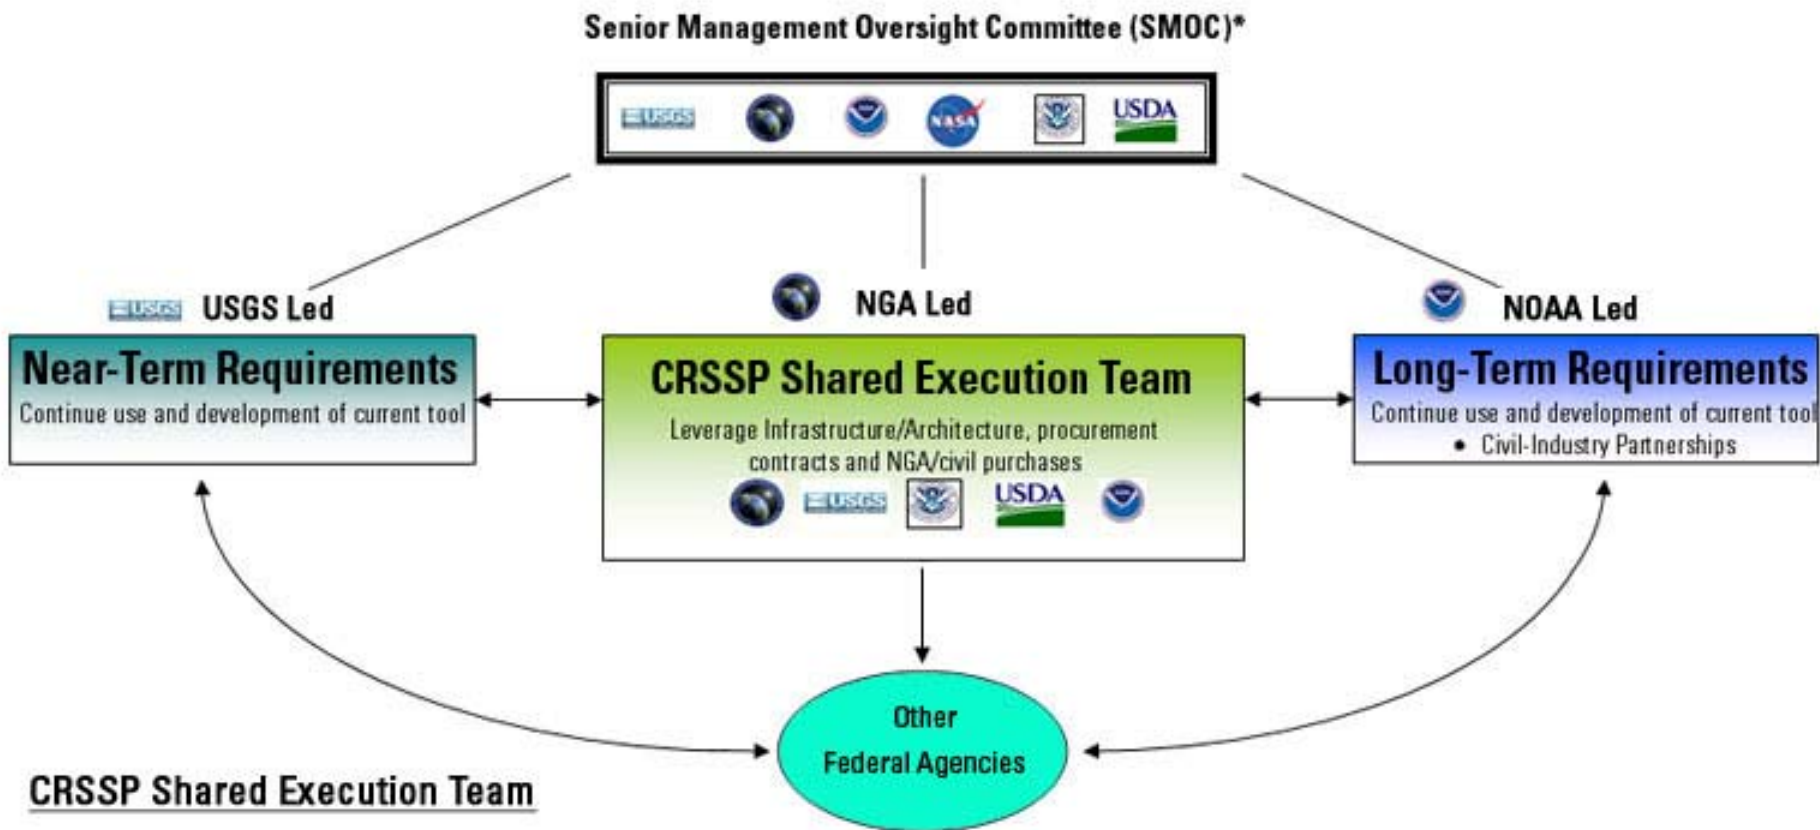 Senior Management Oversight Committee (SMOC)*
USGS NASA USDA
USGS USGS Led
NGA Led
NOAA Led
Near-Term Requirements
Continue use and development of current tool
CRSSP Shared Execution Team
Leverage Infrastructure/Architecture, procurement
contracts and NGA/civil purchases
USGS USDA
Long-Term Requirements
Continue use and development of current tool
• Civil-Industry Partnerships
Other
Federal Agencies
CRSSP Shared Execution Team